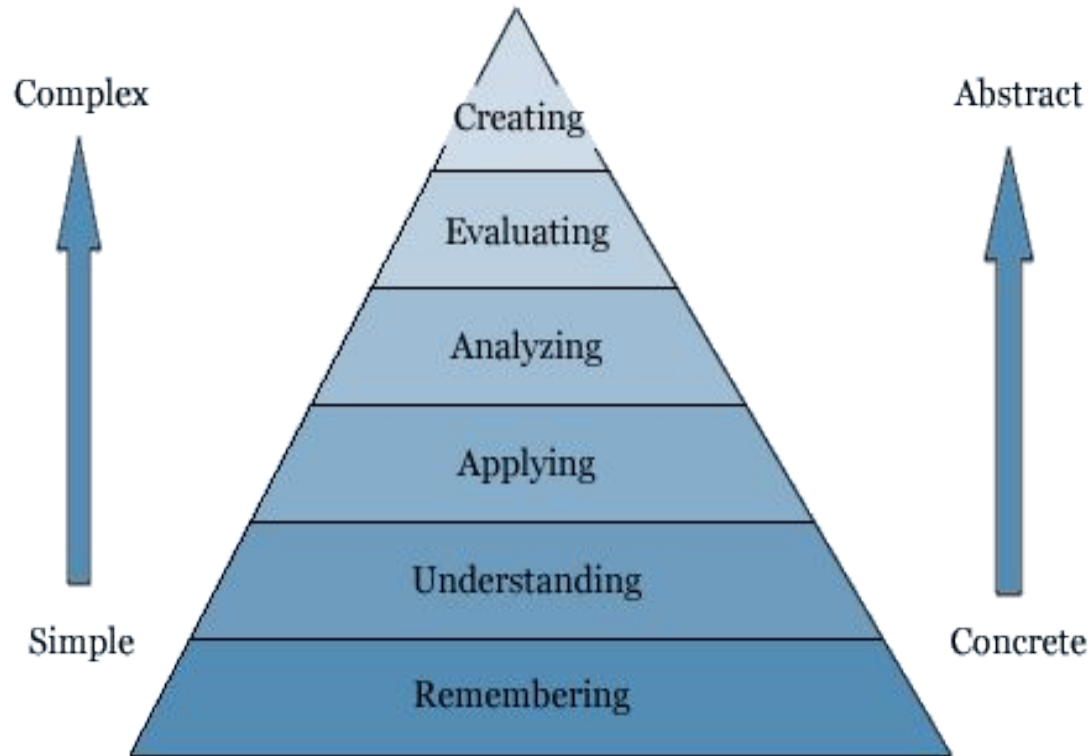 Complex
Abstract
Creating
Evaluating
Analyzing
Applying
Understanding
Simple
Concrete
Remembering